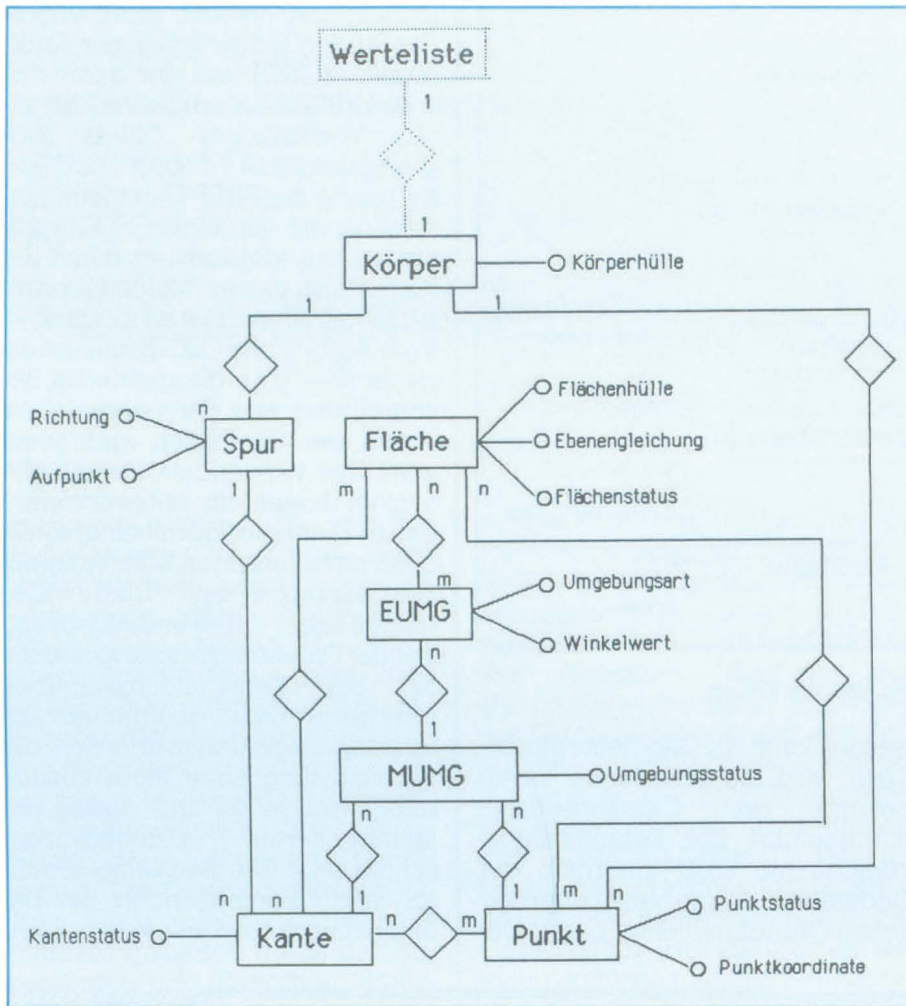 Werteliste
1
1
Körper
Körperhülle
1
1
n
Richtung
Aufpunkt
Spur
Fläche
Flächenhülle
Ebenengleichung
Flächenstatus
m
n
n
m
EUMG
Umgebungsart
Winkelwert
n
1
MUMG
Umgebungsstatus
n
n
n
n
1
1
m
n
Kantenstatus
Kante
n
m
Punkt
Punktstatus
Punktkoordinate